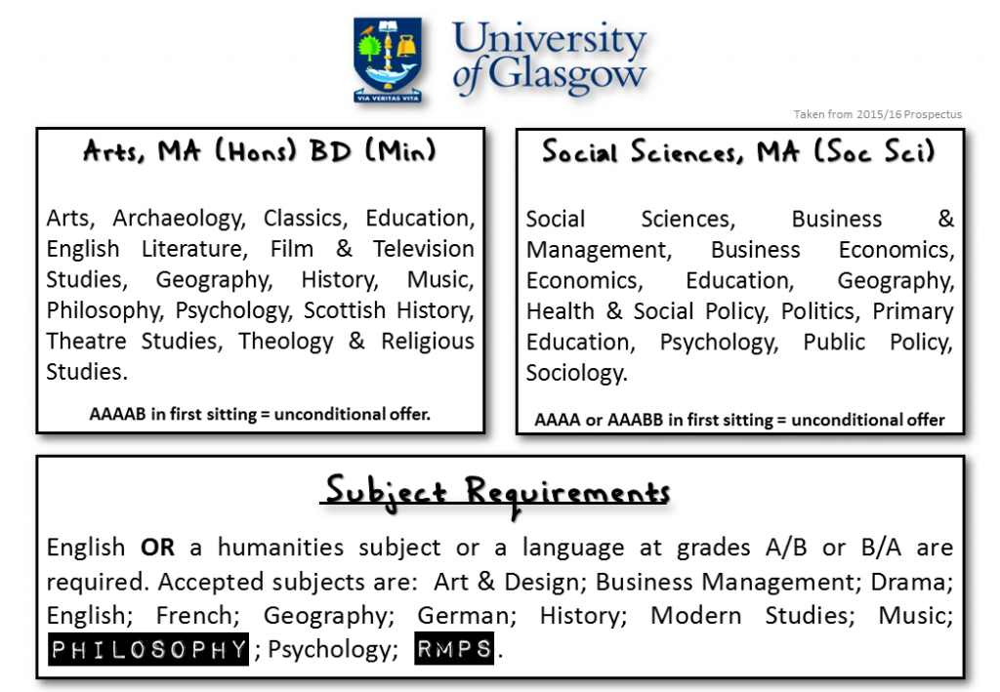 University
of Glasgow
VIA VERITAS VITA
Taken from 2015/16 Prospectus
Arts, MA (Hons) BD (Min)
Arts, Archaeology, Classics, Education,
English Literature, Film & Television
Studies, Geography, History, Music,
Philosophy, Psychology, Scottish History,
Theatre Studies, Theology & Religious
Studies.
AAAAB in first sitting = unconditional offer.
Social Sciences, MA (Soc Sci)
Social Sciences, Business &
Management, Business Economics,
Economics, Education, Geography,
Health & Social Policy, Politics, Primary
Education, Psychology, Public Policy,
Sociology.
AAAA or AAABB in first sitting = unconditional offer
Subject Requirements
English OR a humanities subject or a language at grades A/B or B/A are
required. Accepted subjects are: Art & Design; Business Management; Drama;
English; French; Geography; German; History; Modern Studies; Music;
PHILOSOPHY ; Psychology; RMPS .